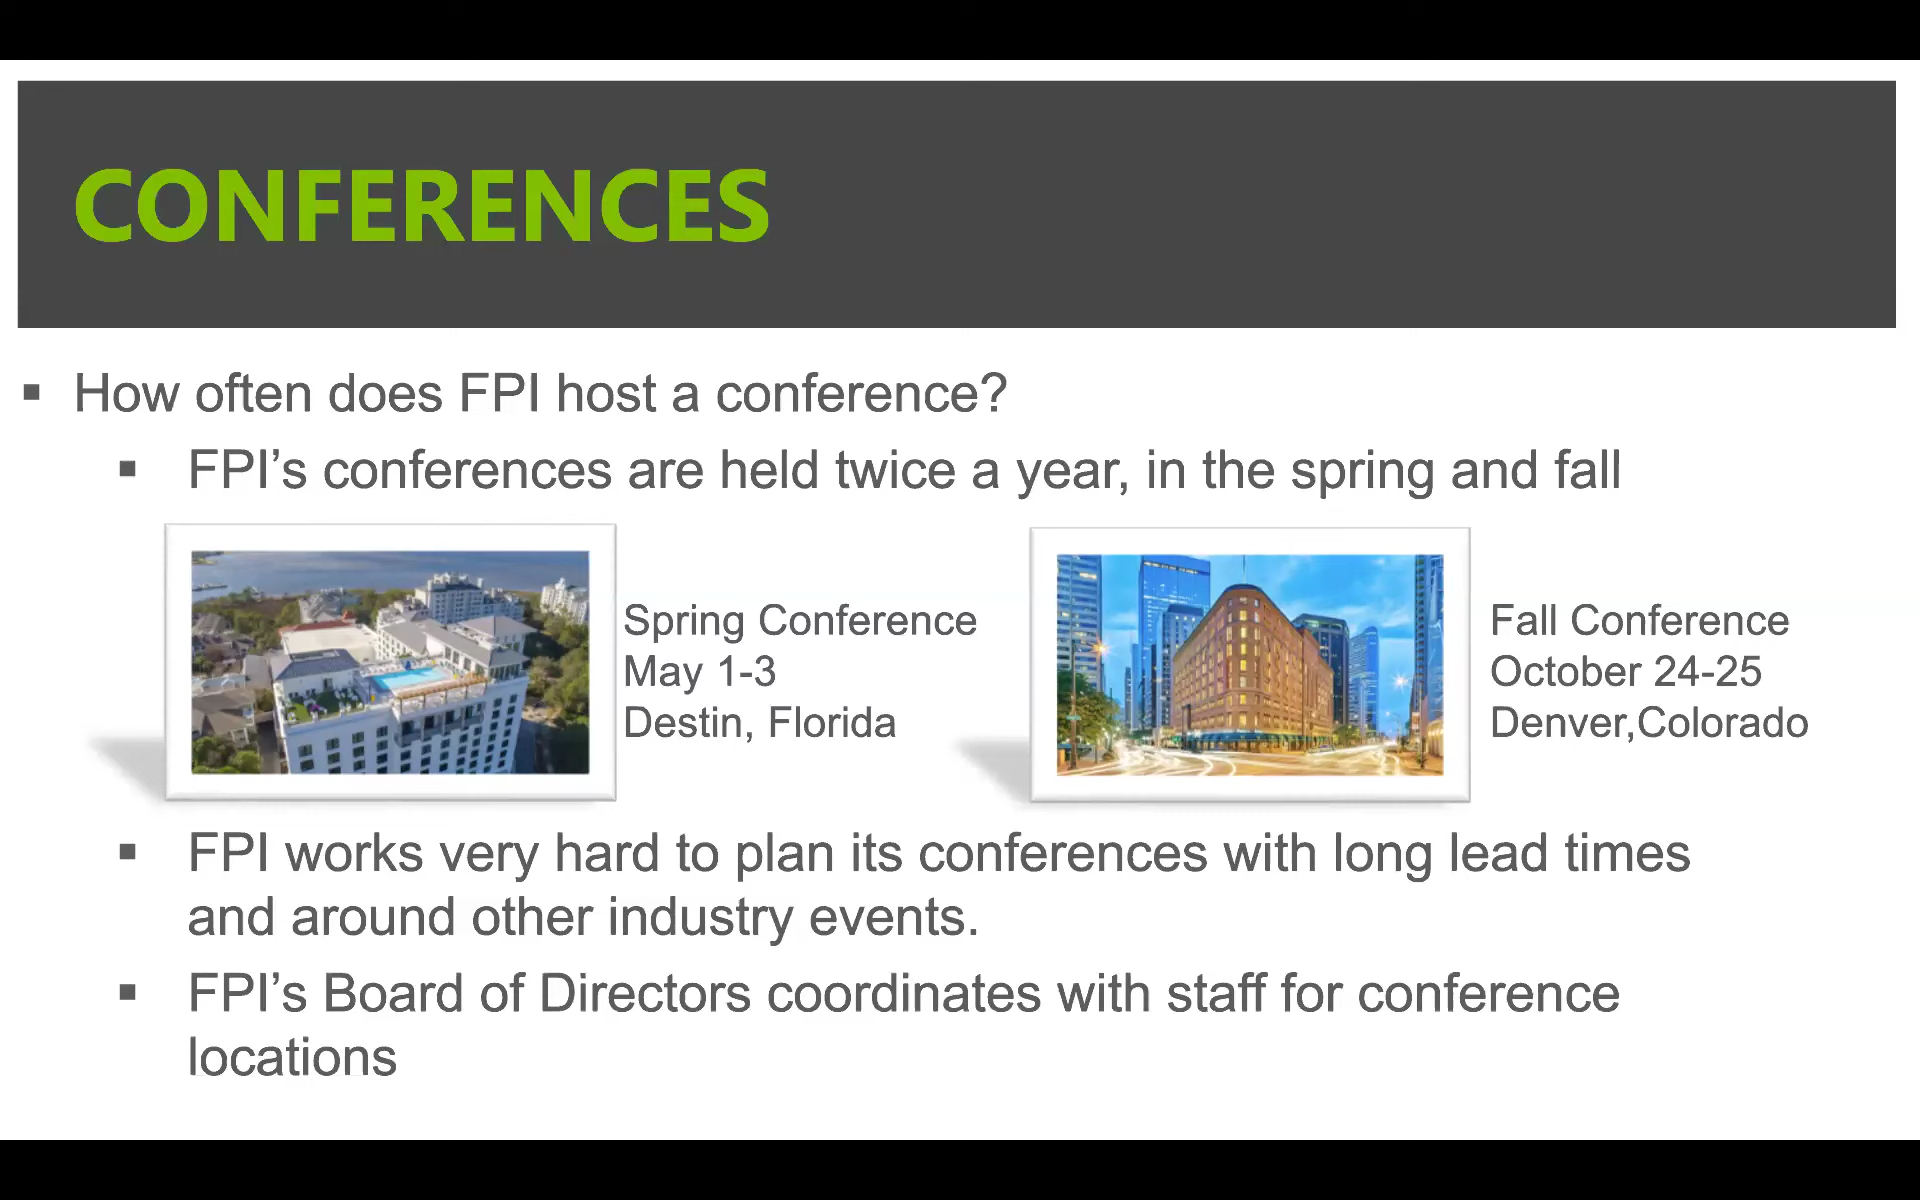 CONFERENCES
How often does FPI host a conference?
FPI’s conferences are held twice a year, in the spring and fall
Spring Conference
May 1-3
Destin, Florida
Fall Conference
October 24-25
Denver,Colorado
FPI works very hard to plan its conferences with long lead times
and around other industry events.
FPI’s Board of Directors coordinates with staff for conference
locations